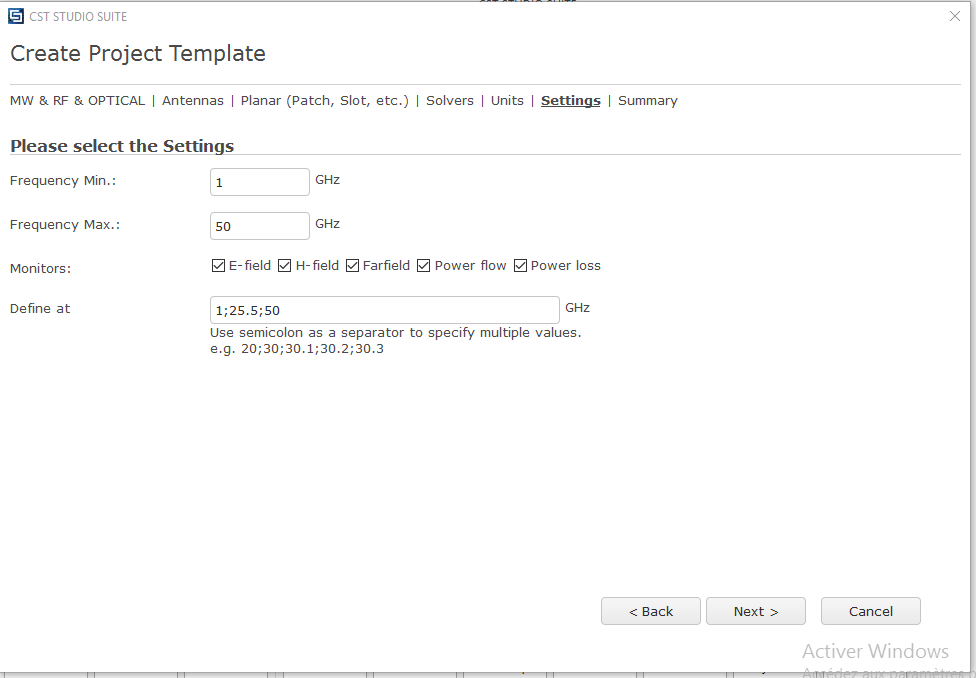 CST STUDIO SUITE
Create Project Template
MW & RF & OPTICAL | Antennas | Planar (Patch, Slot, etc.) | Solvers | Units | Settings | Summary
Please select the Settings
Frequency Min.: 1 GHz
Frequency Max.: 50 GHz
Monitors: E-field H-field Farfield Power flow Power loss
Define at 1;25.5;50 GHz
Use semicolon as a separator to specify multiple values.
e.g. 20;30;30.1;30.2;30.3
< Back Next > Cancel
Activer Windows
Accédez aux paramètres